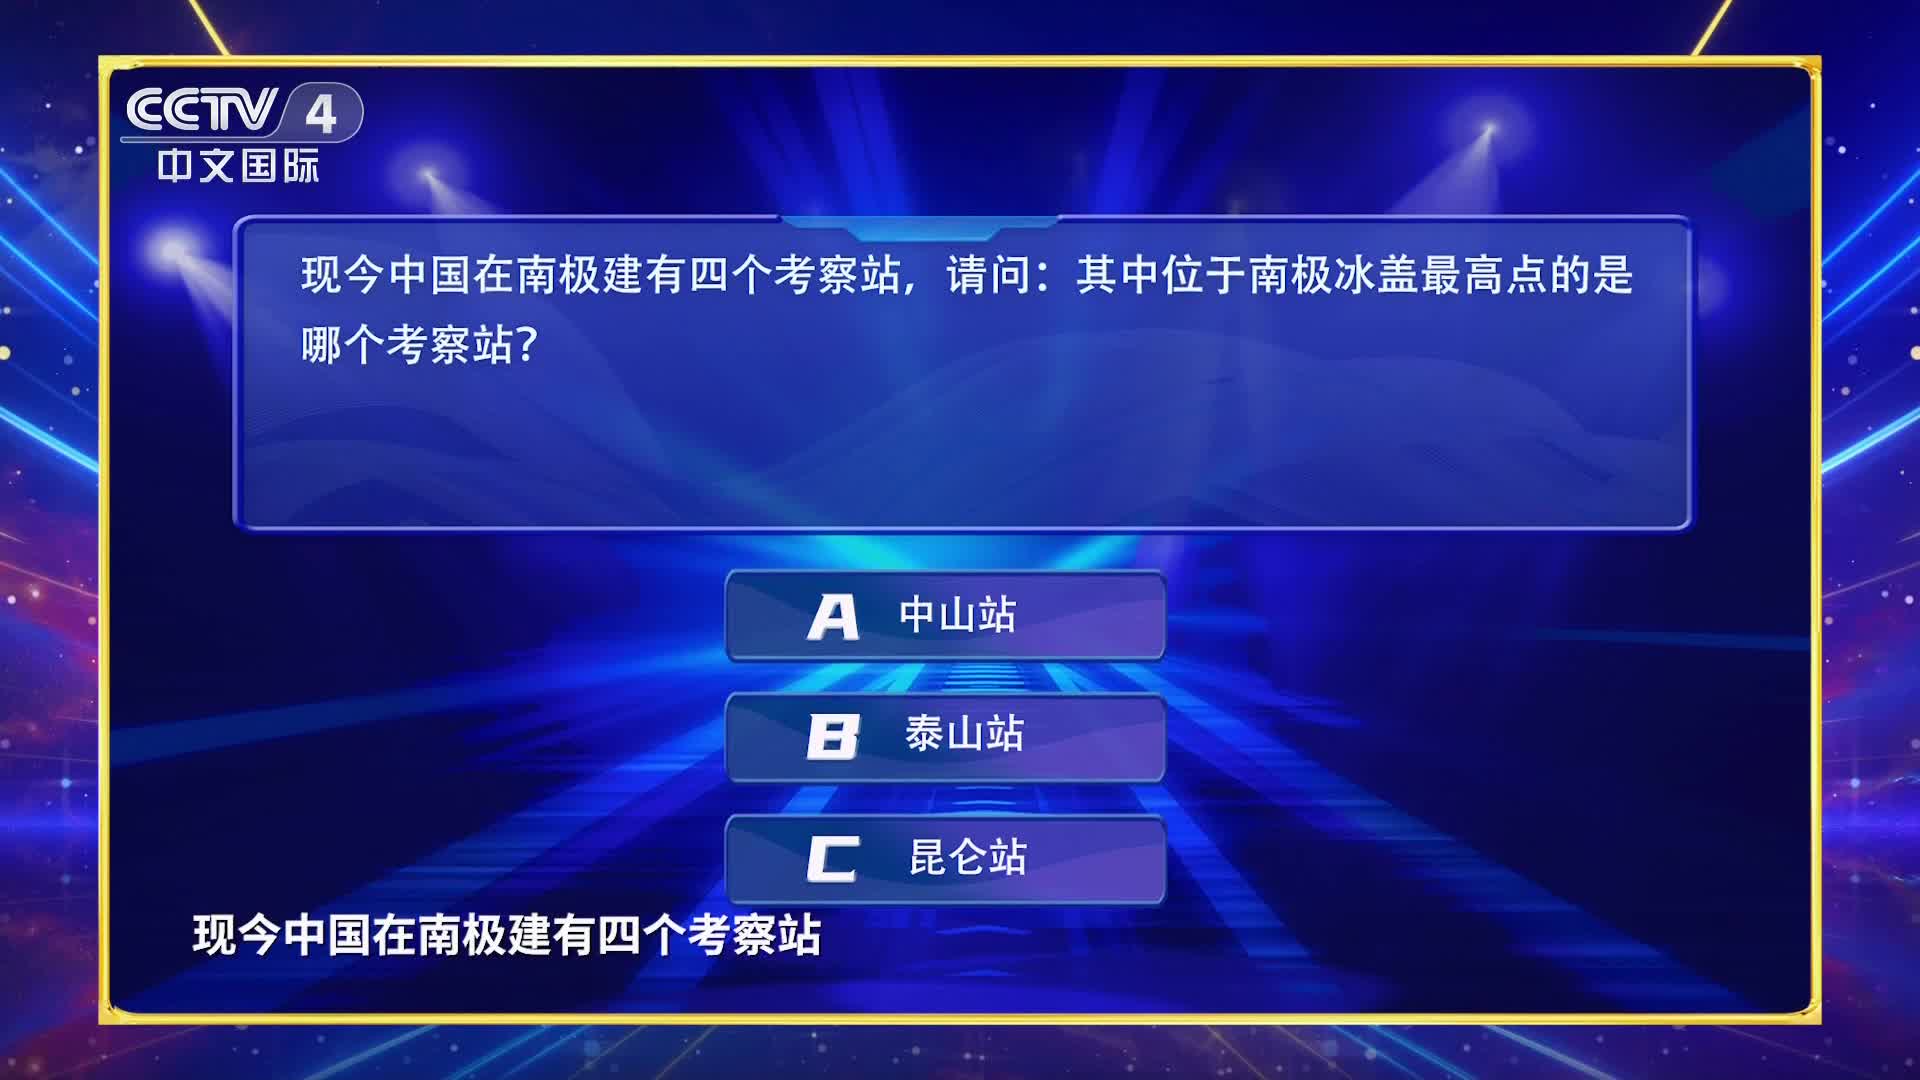 CCTV 4
中文国际
现今中国在南极建有四个考察站，请问：其中位于南极冰盖最高点的是
哪个考察站？
A 中山站
B 泰山站
C 昆仑站
现今中国在南极建有四个考察站